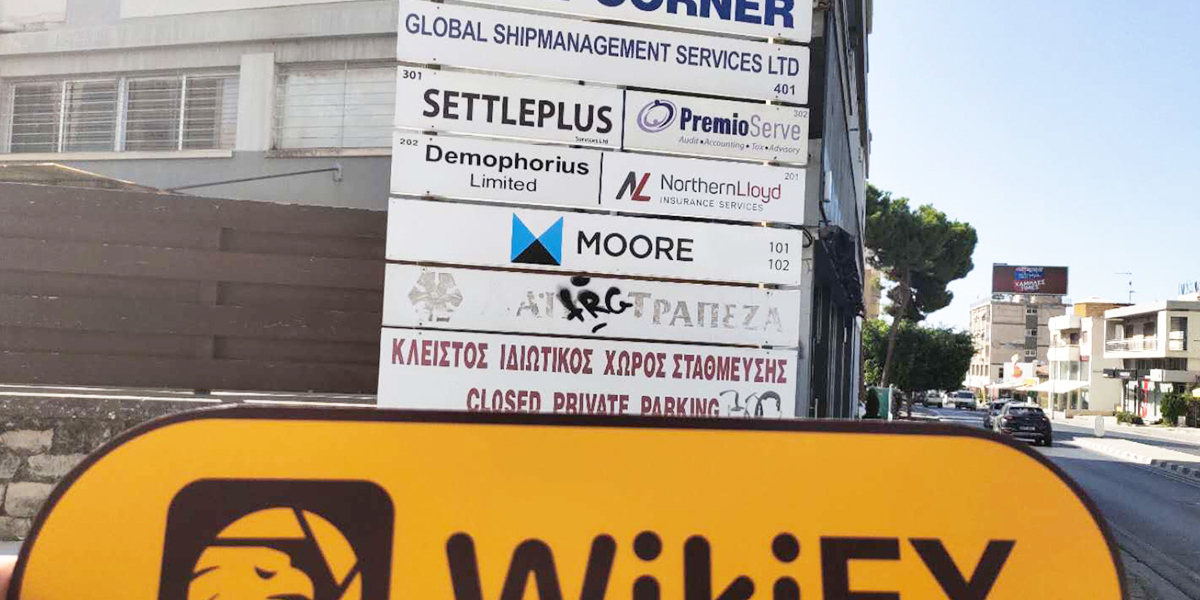 CORNER
GLOBAL SHIPMANAGEMENT SERVICES LTD
401
301
SETTLEPLUS
Services Ltd
302
PremioServe
Audit • Accounting • Tax • Advisory
202
Demophorius
Limited
201
NorthernLloyd
INSURANCE SERVICES
MOORE
101
102
ΤΡΑΠΕΖΑ
ΚΛΕΙΣΤΟΣ ΙΔΙΩΤΙΚΟΣ ΧΩΡΟΣ ΣΤΑΘΜΕΥΣΗΣ
CLOSED PRIVATE PARKING
WikiFX